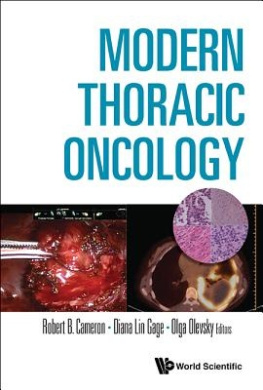 MODERN
THORACIC
ONCOLOGY
Robert B. Cameron • Diana Lin Gage • Olga Olevsky Editors
World Scientific